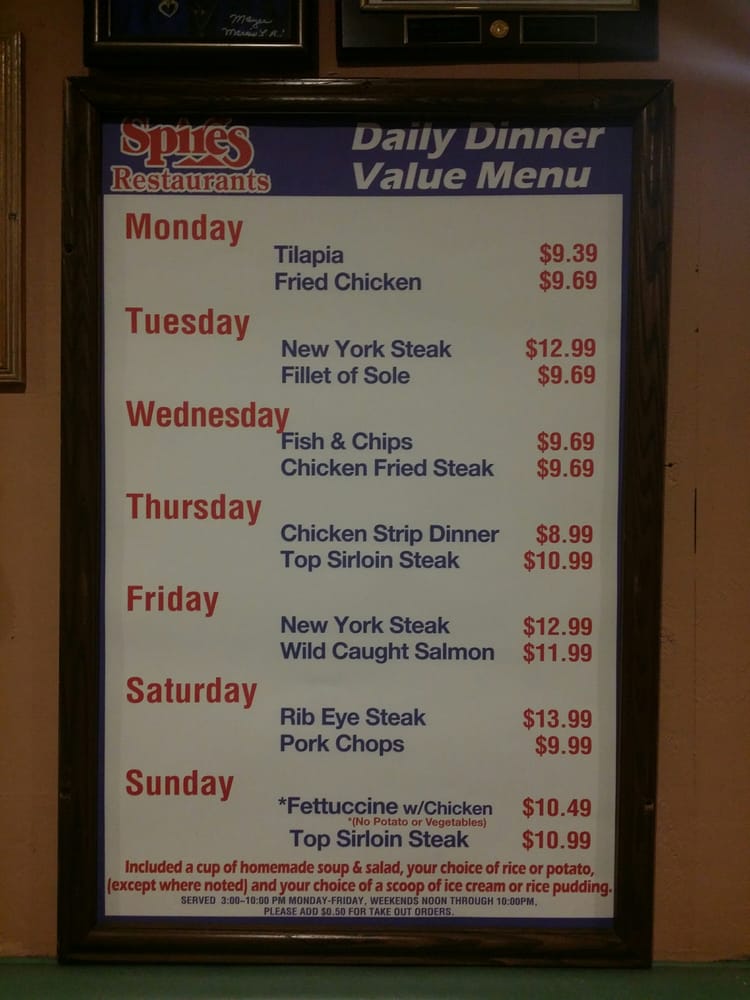 Mayor
Spires
Restaurants
Daily Dinner
Value Menu
Monday
Tilapia $9.39
Fried Chicken $9.69
Tuesday
New York Steak $12.99
Fillet of Sole $9.69
Wednesday
Fish & Chips $9.69
Chicken Fried Steak $9.69
Thursday
Chicken Strip Dinner $8.99
Top Sirloin Steak $10.99
Friday
New York Steak $12.99
Wild Caught Salmon $11.99
Saturday
Rib Eye Steak $13.99
Pork Chops $9.99
Sunday
*Fettuccine w/Chicken $10.49
*(No Potato or Vegetables)
Top Sirloin Steak $10.99
Included a cup of homemade soup & salad, your choice of rice or potato,
(except where noted) and your choice of a scoop of ice cream or rice pudding.
SERVED 3:00-10:00 PM MONDAY-FRIDAY, WEEKENDS NOON THROUGH 10:00PM,
PLEASE ADD $0.50 FOR TAKE OUT ORDERS.